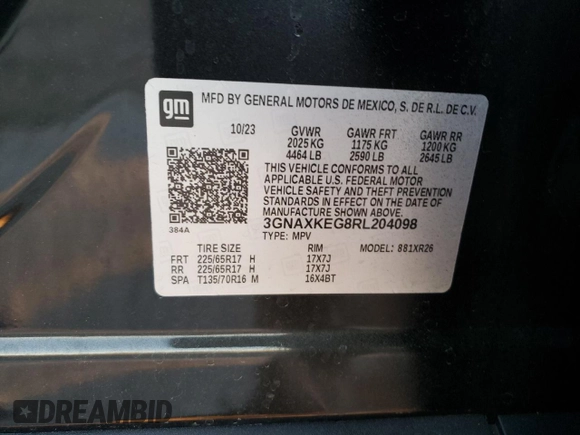 gm MFD BY GENERAL MOTORS DE MEXICO, S. DE R.L. DE C.V.
10/23 GVWR GAWR FRT GAWR RR
2025 KG 1175 KG 1200 KG
4464 LB 2590 LB 2645 LB
THIS VEHICLE CONFORMS TO ALL
APPLICABLE U.S. FEDERAL MOTOR
VEHICLE SAFETY AND THEFT PREVENTION
STANDARDS IN EFFECT ON THE DATE OF
MANUFACTURE SHOWN ABOVE.
384A 3GNAXKEG8RL204098
TYPE: MPV
TIRE SIZE RIM MODEL: 881XR26
FRT 225/65R17 H 17X7J
RR 225/65R17 H 17X7J
SPA T135/70R16 M 16X4BT
DREAMBID